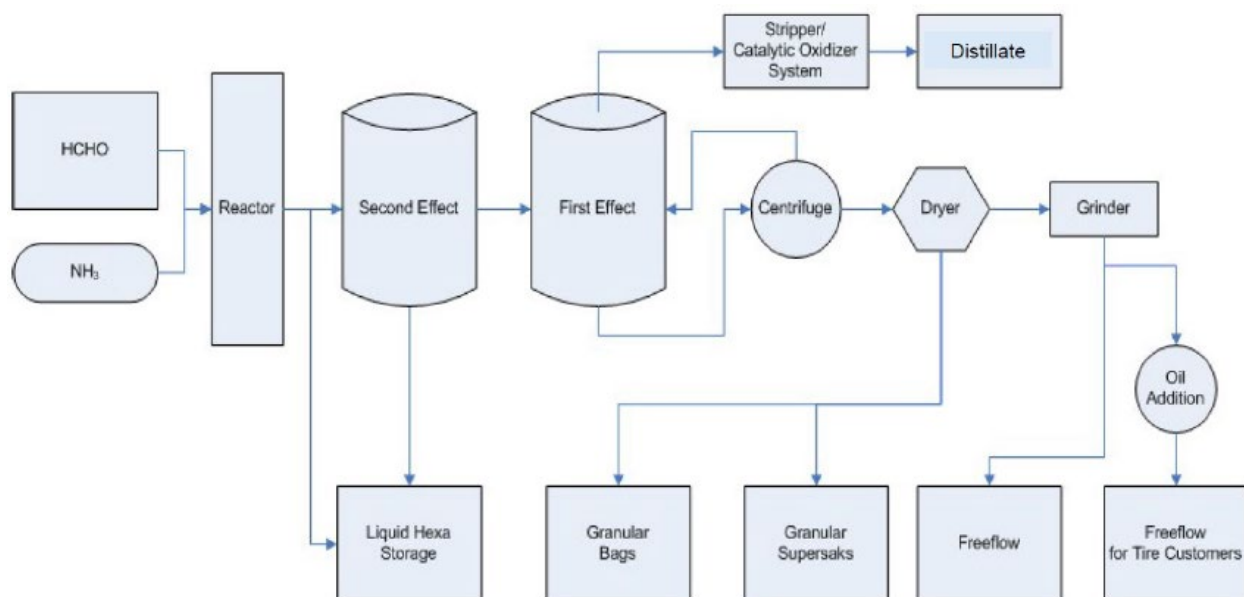 Stripper/
Catalytic Oxidizer
System
Distillate
HCHO
NH₃
Reactor
Second Effect
First Effect
Centrifuge
Dryer
Grinder
Oil
Addition
Liquid Hexa
Storage
Granular
Bags
Granular
Supersaks
Freeflow
Freeflow
for Tire Customers